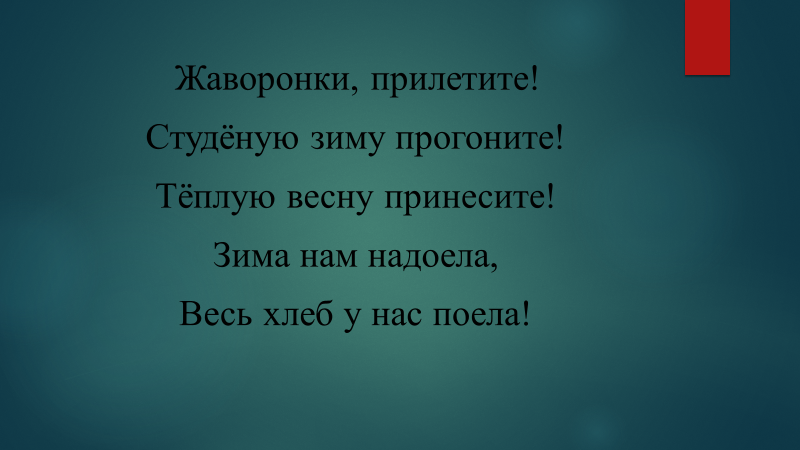 Жаворонки, прилетите!
Студёную зиму прогоните!
Тёплую весну принесите!
Зима нам надоела,
Весь хлеб у нас поела!